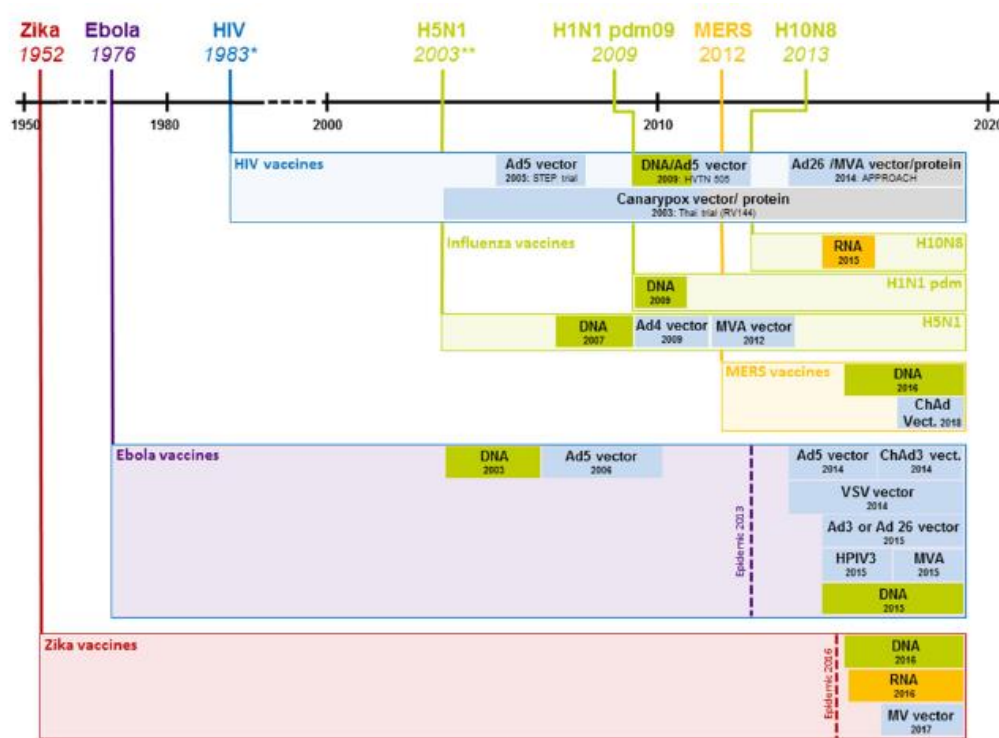 Zika
1952
Ebola
1976
HIV
1983*
H5N1
2003**
H1N1 pdm09
2009
MERS
2012
H10N8
2013
1950
1980
2000
2010
2020
HIV vaccines
Ad5 vector
2005: STEP trial
DNA/Ad5 vector
2009: HVTN 505
Ad26 /MVA vector/protein
2014: APPROACH
Canarypox vector/ protein
2003: Thai trial (RV144)
Influenza vaccines
RNA
2015
H10N8
DNA
2009
H1N1 pdm
DNA
2007
Ad4 vector
2009
MVA vector
2012
H5N1
MERS vaccines
DNA
2016
ChAd
Vect. 2018
Ebola vaccines
DNA
2003
Ad5 vector
2006
Epidemic 2013
Ad5 vector
2014
ChAd3 vect.
2014
VSV vector
2014
Ad3 or Ad 26 vector
2015
HPIV3
2015
MVA
2015
DNA
2015
Zika vaccines
Epidemic 2016
DNA
2016
RNA
2016
MV vector
2017